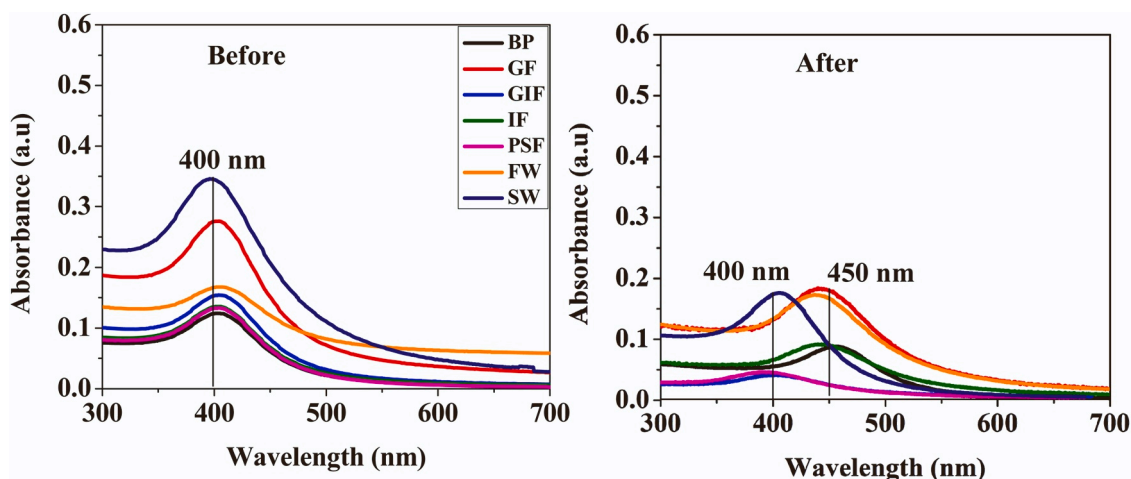 Before
0.6
0.5
0.4
0.3
0.2
0.1
0.0
Absorbance (a.u)
400 nm
BP
GF
GIF
IF
PSF
FW
SW
300 400 500 600 700
Wavelength (nm)
After
0.6
0.5
0.4
0.3
0.2
0.1
0.0
Absorbance (a.u)
400 nm
450 nm
300 400 500 600 700
Wavelength (nm)